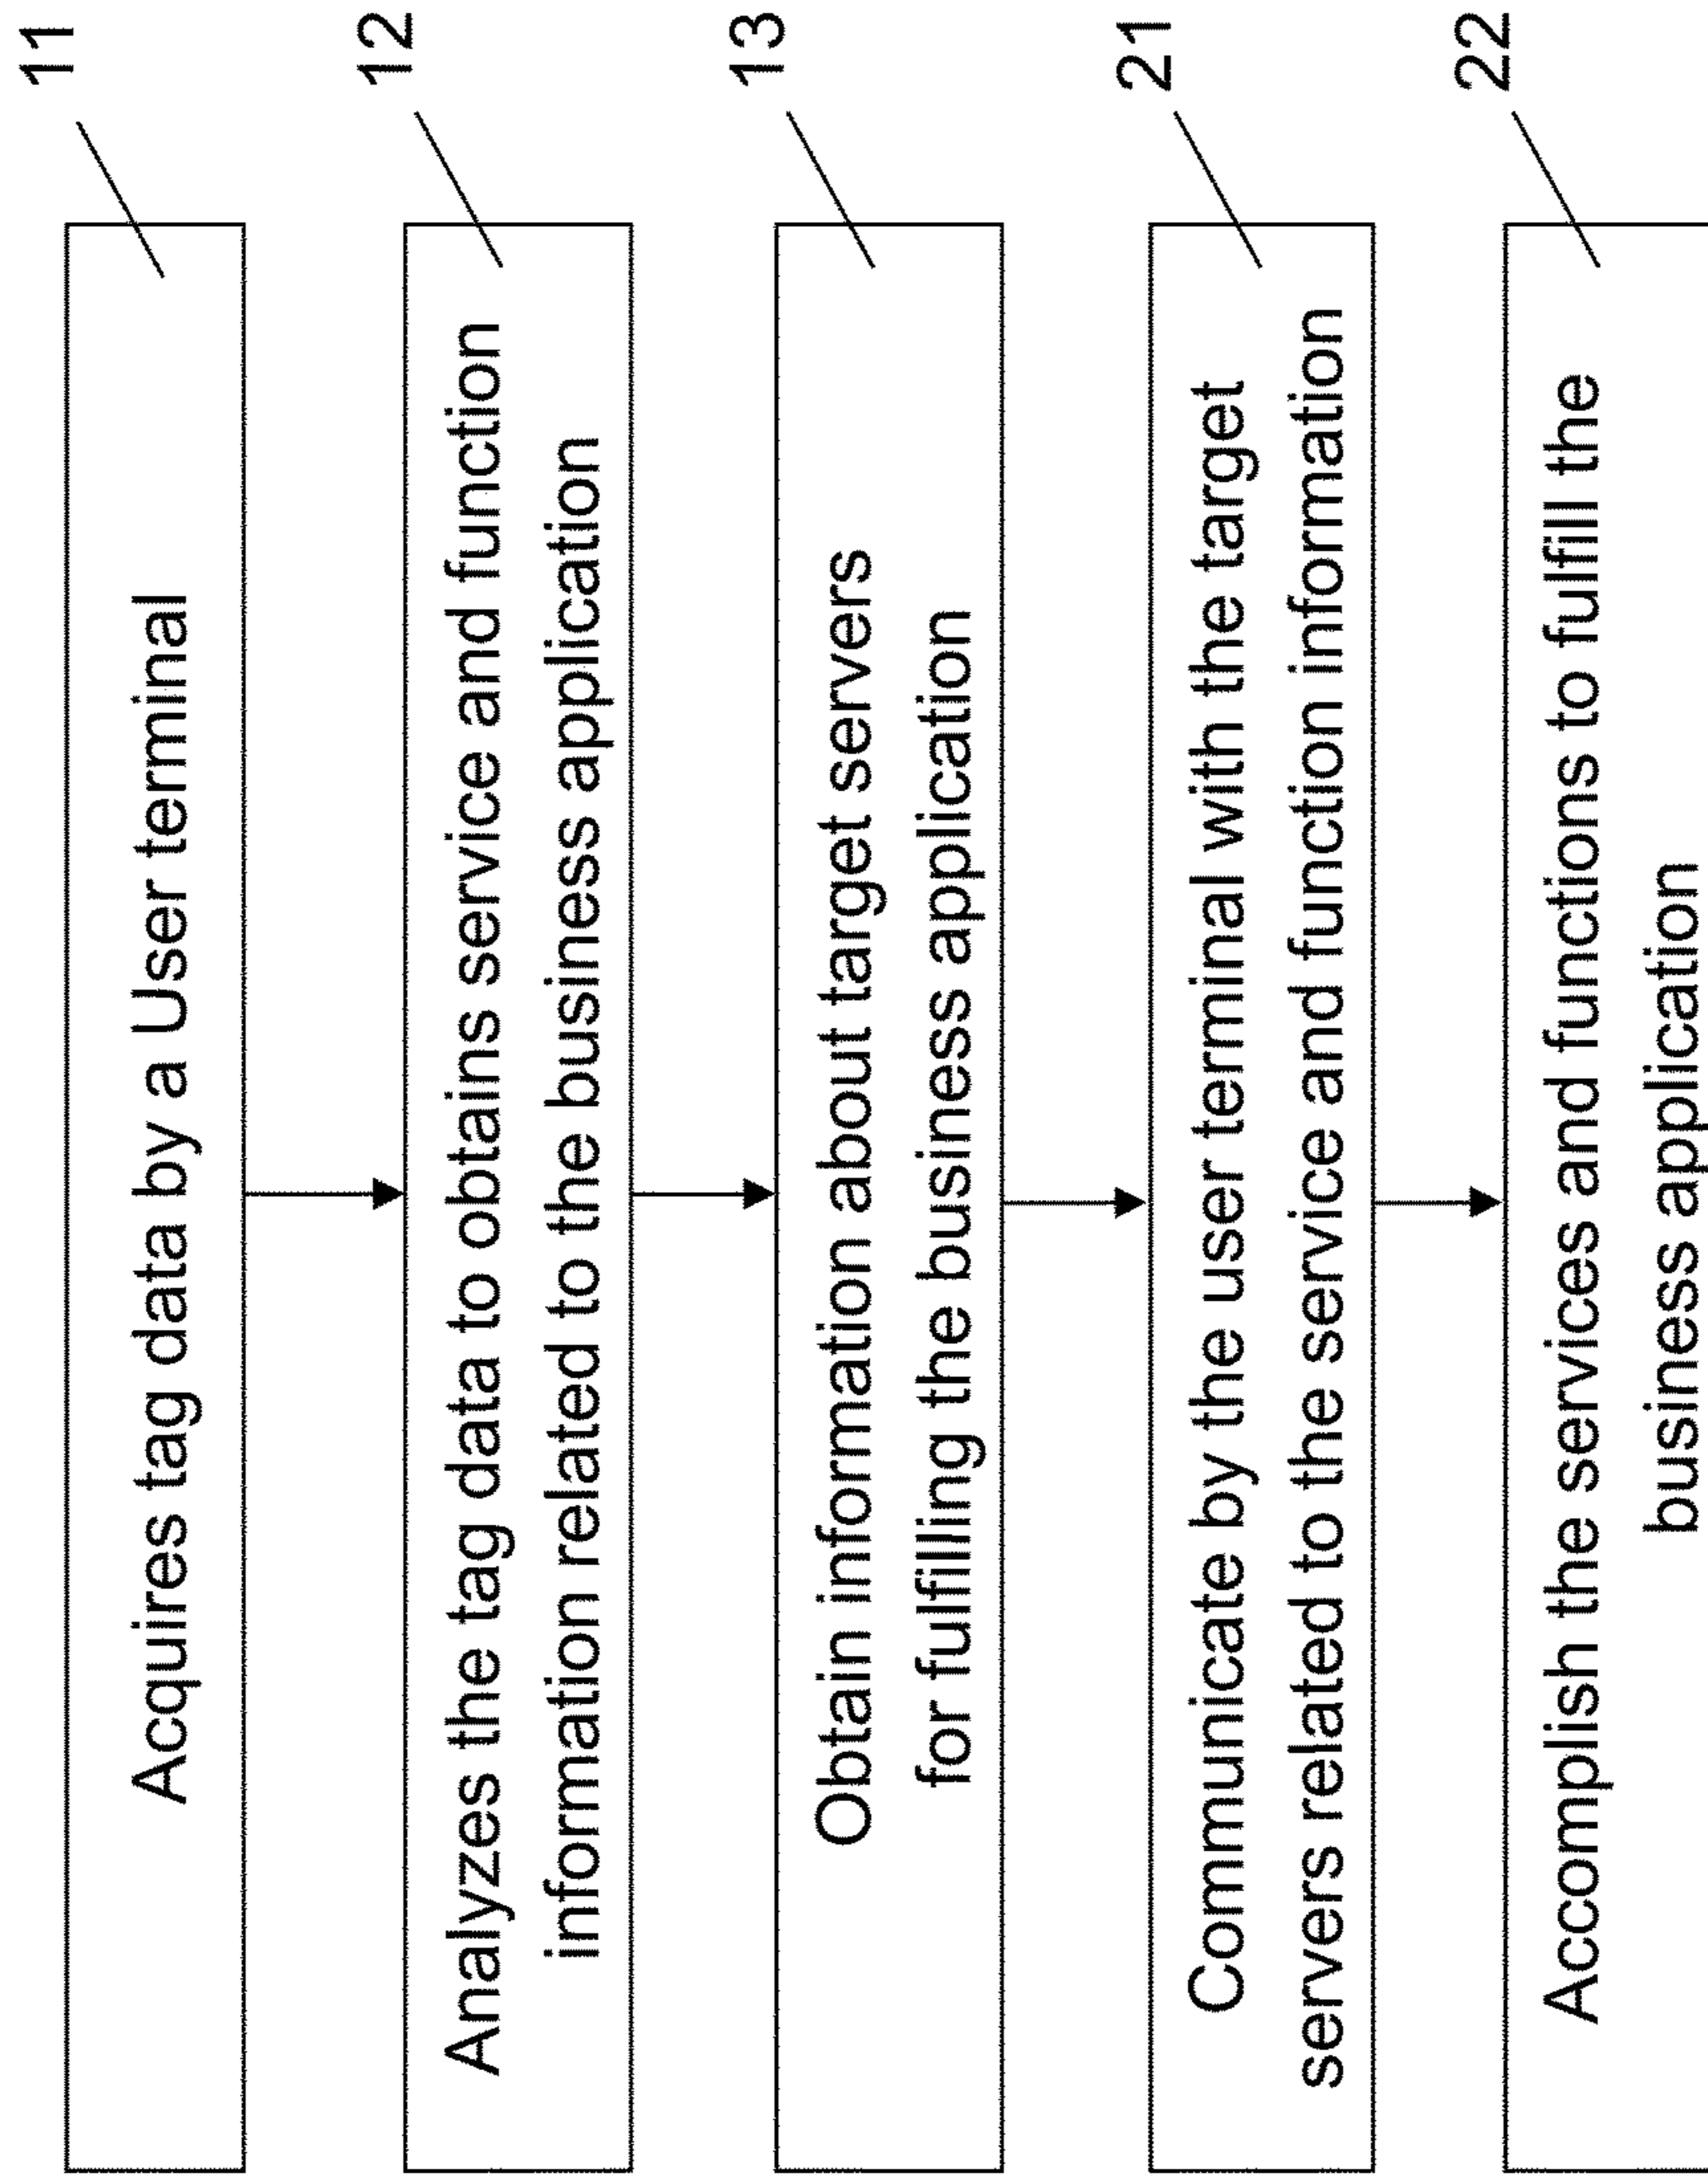 11
Acquires tag data by a User terminal
12
Analyzes the tag data to obtains service and function
information related to the business application
13
Obtain information about target servers
for fulfilling the business application
21
Communicate by the user terminal with the target
servers related to the service and function information
22
Accomplish the services and functions to fulfill the
business application